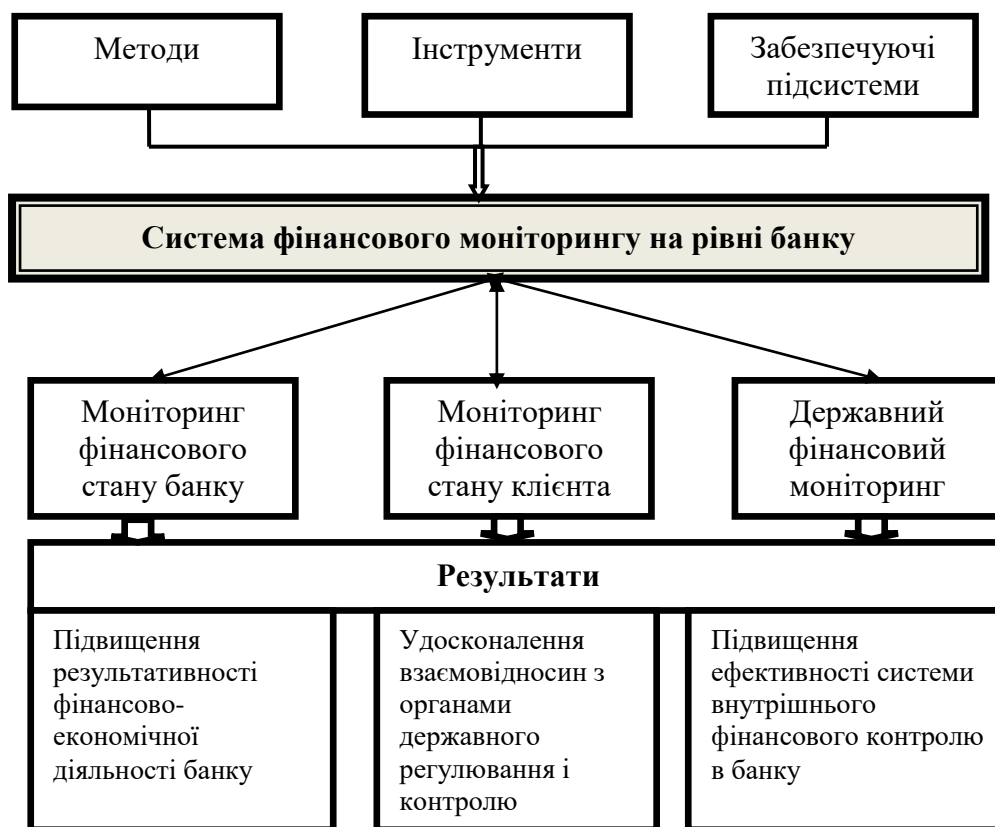 Методи
Інструменти
Забезпечуючі
підсистеми
Система фінансового моніторингу на рівні банку
Моніторинг
фінансового
стану банку
Моніторинг
фінансового
стану клієнта
Державний
фінансовий
моніторинг
Результати
Підвищення
результативності
фінансово-
економічної
діяльності банку
Удосконалення
взаємовідносин з
органами
державного
регулювання і
контролю
Підвищення
ефективності системи
внутрішнього
фінансового контролю
в банку